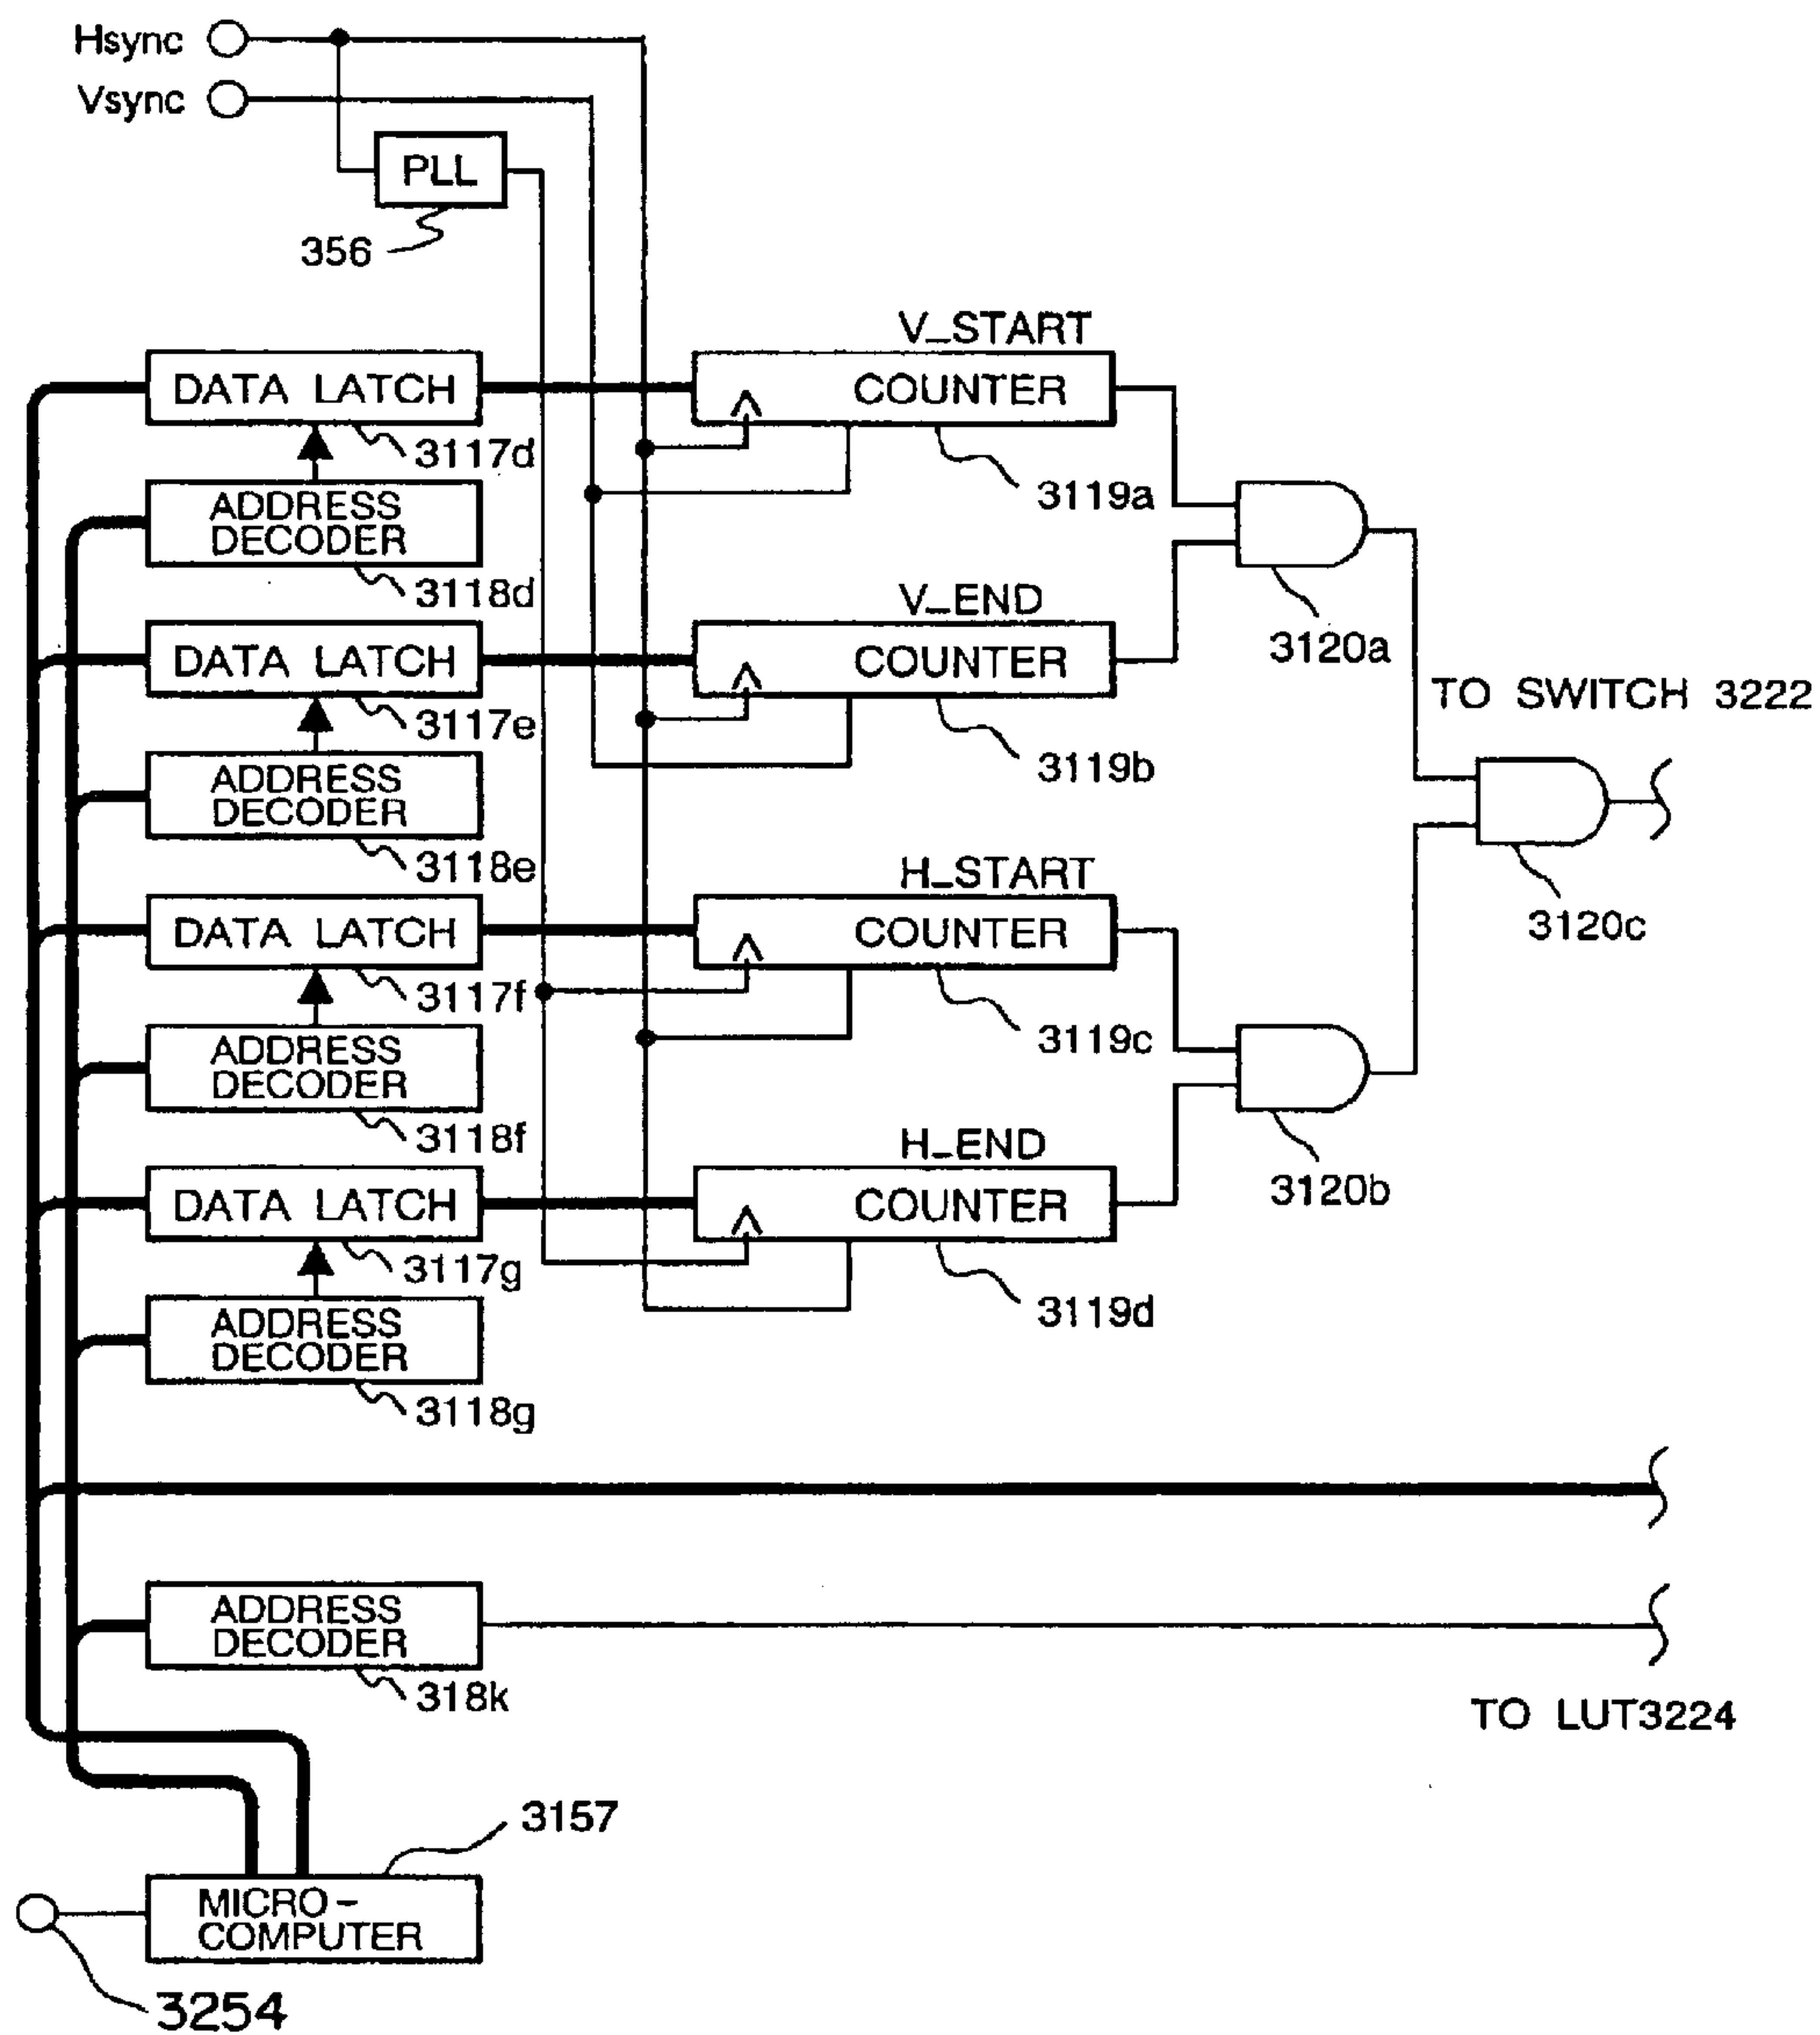 Hsync
Vsync
PLL
356
V_START
DATA LATCH
COUNTER
3117d
3119a
ADDRESS
DECODER
3118d
3120a
V_END
DATA LATCH
COUNTER
TO SWITCH 3222
3117e
3119b
ADDRESS
DECODER
3118e
3120c
H_START
DATA LATCH
COUNTER
3117f
3119c
ADDRESS
DECODER
3118f
3120b
H_END
DATA LATCH
COUNTER
3117g
3119d
ADDRESS
DECODER
3118g
ADDRESS
DECODER
318k
TO LUT3224
3157
MICRO-
COMPUTER
3254